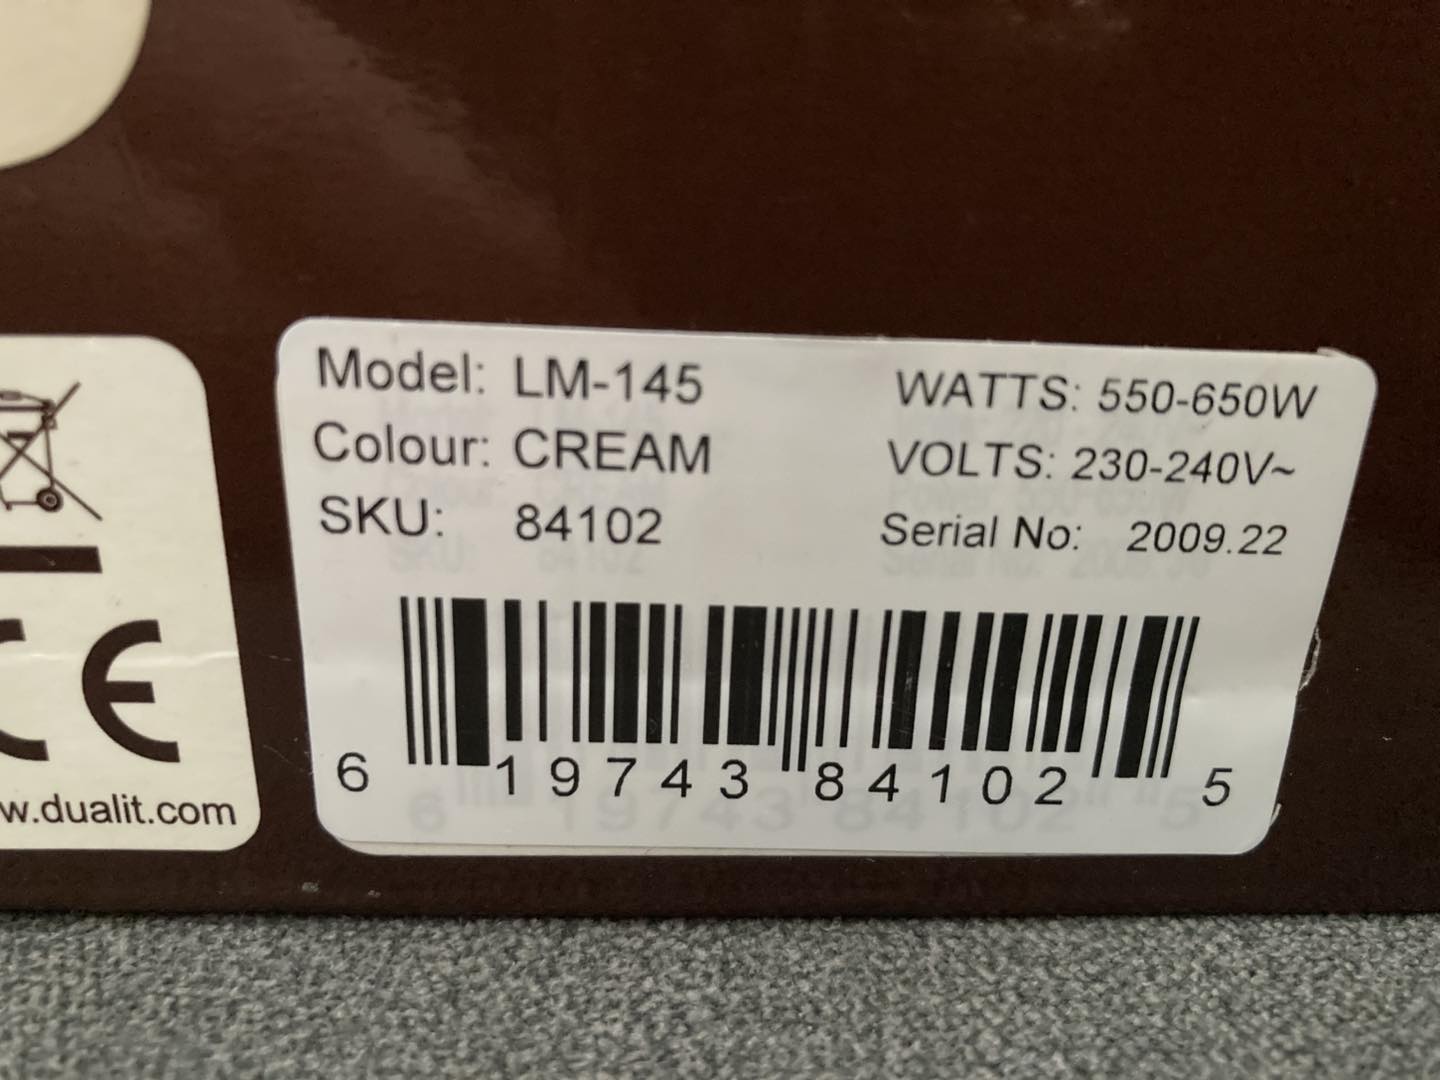 Model: LM-145
Colour: CREAM
SKU: 84102
WATTS: 550-650W
VOLTS: 230-240V~
Serial No: 2009.22
6 19743 84102 5
CE
w.dualit.com